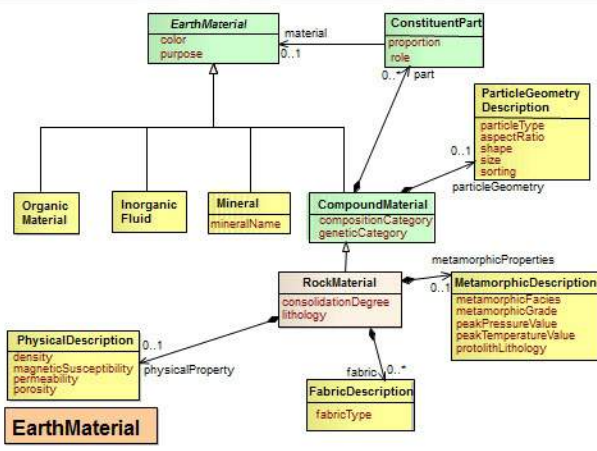 EarthMaterial
color
purpose
material
0..1
ConstituentPart
proportion
role
0..*
part
ParticleGeometry
Description
particleType
aspectRatio
shape
size
sorting
0..1
particleGeometry
Organic
Material
Inorganic
Fluid
Mineral
mineralName
CompoundMaterial
compositionCategory
geneticCategory
metamorphicProperties
0..1
RockMaterial
consolidationDegree
lithology
MetamorphicDescription
metamorphicFacies
metamorphicGrade
peakPressureValue
peakTemperatureValue
protolithLithology
PhysicalDescription
density
magneticSusceptibility
permeability
porosity
0..1
physicalProperty
fabric
0..*
FabricDescription
fabricType
EarthMaterial